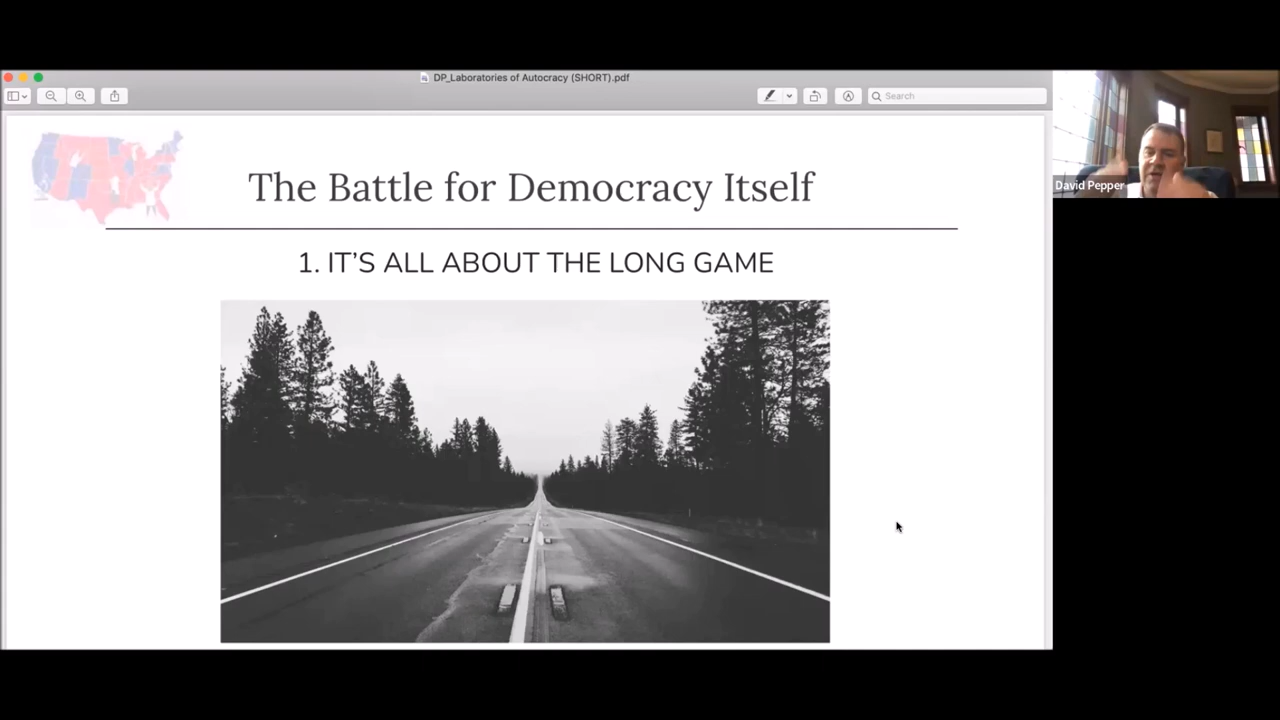 DP_Laboratories of Autocracy (SHORT).pdf
Search
The Battle for Democracy Itself
1. IT'S ALL ABOUT THE LONG GAME
David Pepper